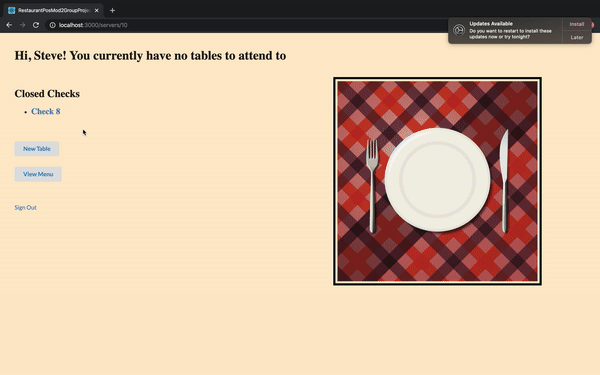 RestaurantPosMod2GroupProje
localhost:3000/servers/10
Updates Available
Do you want to restart to install these
updates now or try tonight?
Install
Later
Hi, Steve! You currently have no tables to attend to
Closed Checks
Check 8
New Table
View Menu
Sign Out